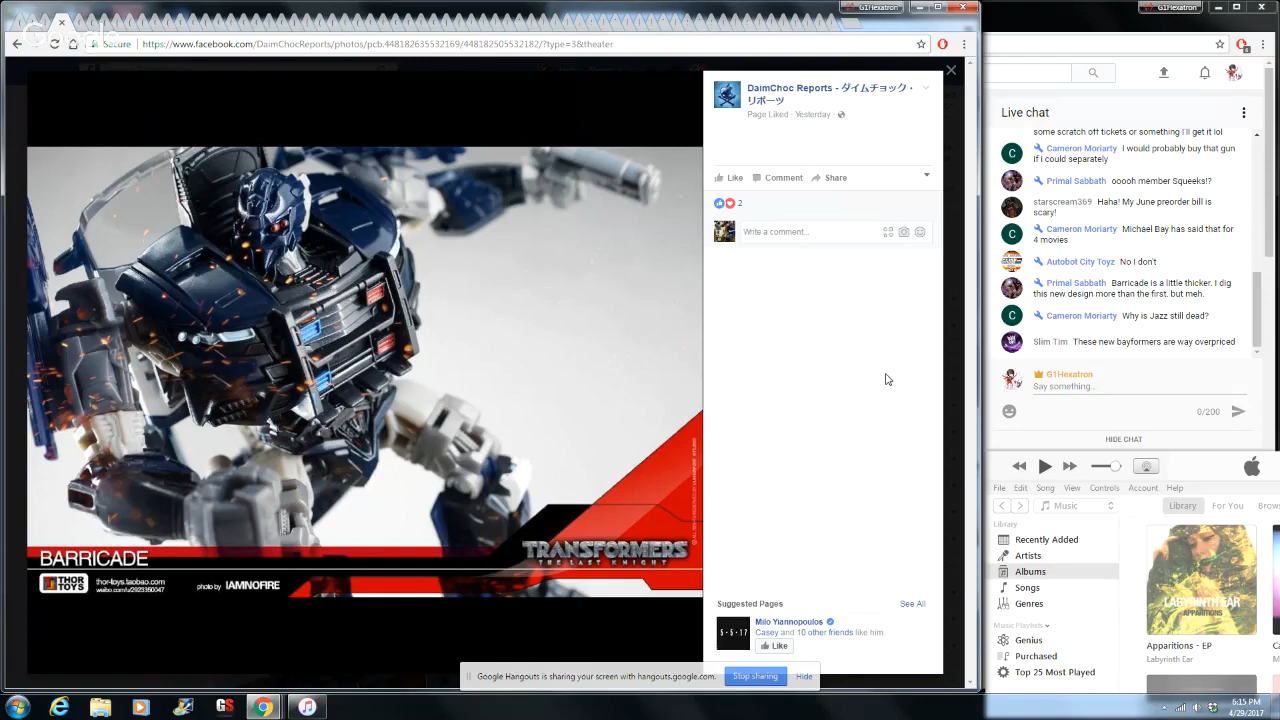 G1Hexatron
G1Hexatron
Secure
https://www.facebook.com/DaimChocReports/photos/pcb.448182635532169/448182505532182/?type=3&theater
DaimChoc Reports - ダイムチョック・
リポーツ
Page Liked · Yesterday ·
Like Comment Share
2
Write a comment...
BARRICADE
THOR
TOYS
thor-toys.taobao.com
weibo.com/u/2923350047
photo by IAMNOFIRE
TRANSFORMERS
THE LAST KNIGHT
Suggested Pages See All
5·5·17
Milo Yiannopoulos
Casey and 10 other friends like him.
Like
Google Hangouts is sharing your screen with hangouts.google.com.
Stop sharing
Hide
Live chat
some scratch off tickets or something I'll get it lol
C
Cameron Moriarty I would probably buy that gun
if i could separately
Primal Sabbath ooooh member Squeeks!?
starscream369 Haha! My June preorder bill is
scary!
C
Cameron Moriarty Michael Bay has said that for
4 movies
Autobot City Toyz No I don't
Primal Sabbath Barricade is a little thicker. I dig
this new design more than the first. but meh.
C
Cameron Moriarty Why is Jazz still dead?
Slim Tim These new bayformers are way overpriced
G1Hexatron
Say something...
0/200
HIDE CHAT
File Edit Song View Controls Account Help
Music
Library For You Brows
Library
Recently Added
Artists
Albums
Songs
Genres
Music Playlists
Genius
Purchased
Top 25 Most Played
LABYRINTH EAR
APPARITIONS
Apparitions - EP
Labyrinth Ear
GS
6:15 PM
4/29/2017